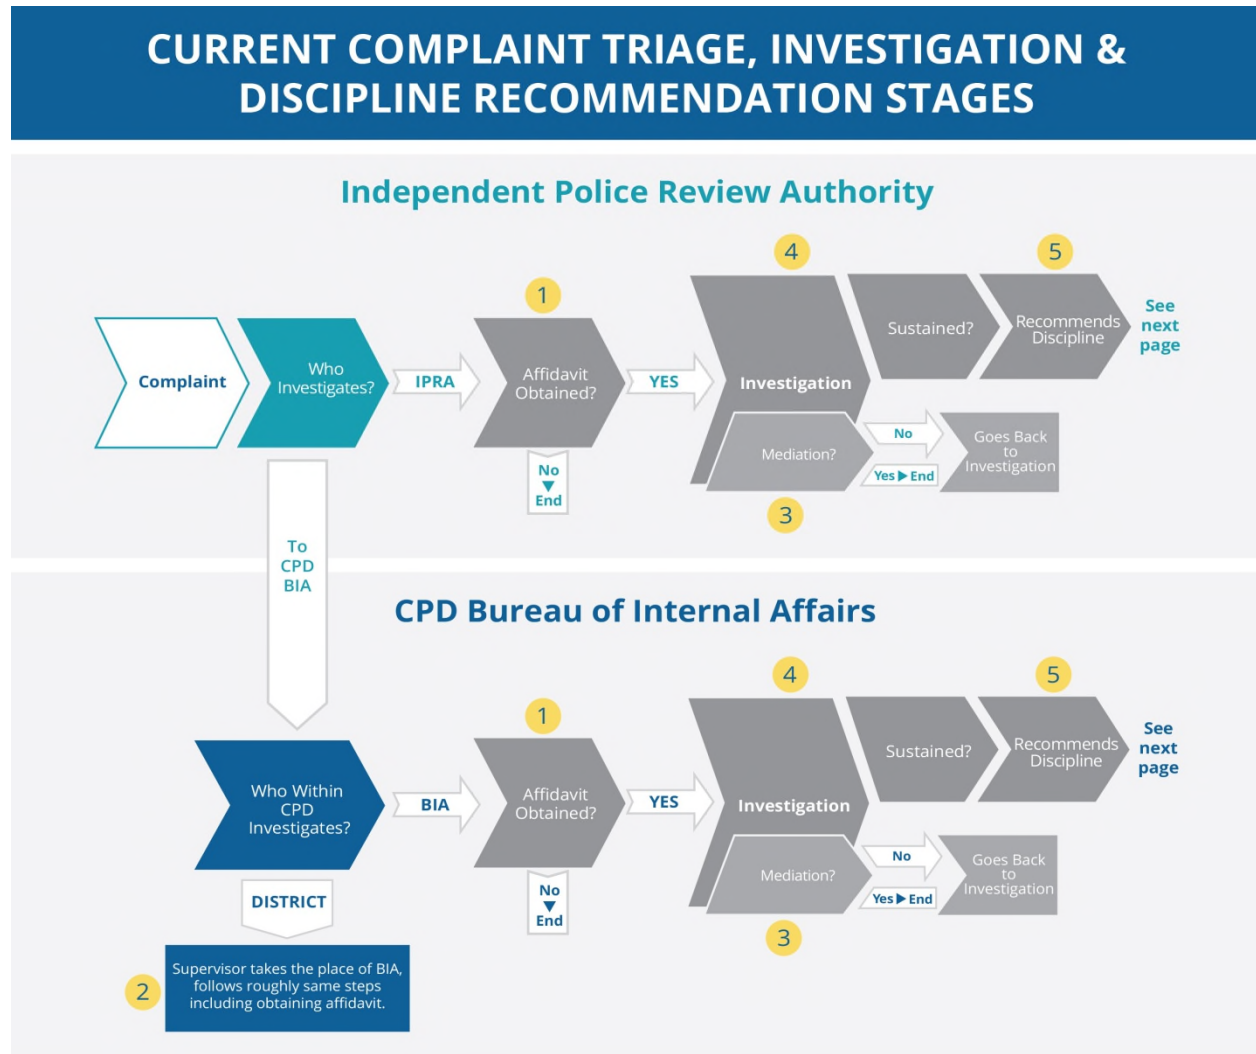 CURRENT COMPLAINT TRIAGE, INVESTIGATION &
DISCIPLINE RECOMMENDATION STAGES
Independent Police Review Authority
Complaint
Who
Investigates?
IPRA
1
Affidavit
Obtained?
No
▼
End
YES
4
Investigation
Mediation?
3
No
Yes ▶ End
Goes Back
to
Investigation
Sustained?
5
Recommends
Discipline
See
next
page
To
CPD
BIA
CPD Bureau of Internal Affairs
Who Within
CPD
Investigates?
BIA
1
Affidavit
Obtained?
No
▼
End
YES
4
Investigation
Mediation?
3
No
Yes ▶ End
Goes Back
to
Investigation
Sustained?
5
Recommends
Discipline
See
next
page
DISTRICT
2
Supervisor takes the place of BIA,
follows roughly same steps
including obtaining affidavit.